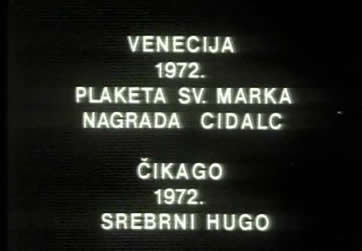 VENECIJA
1972.
PLAKETA SV. MARKA
NAGRADA CIDALC
ČIKAGO
1972.
SREBRNI HUGO